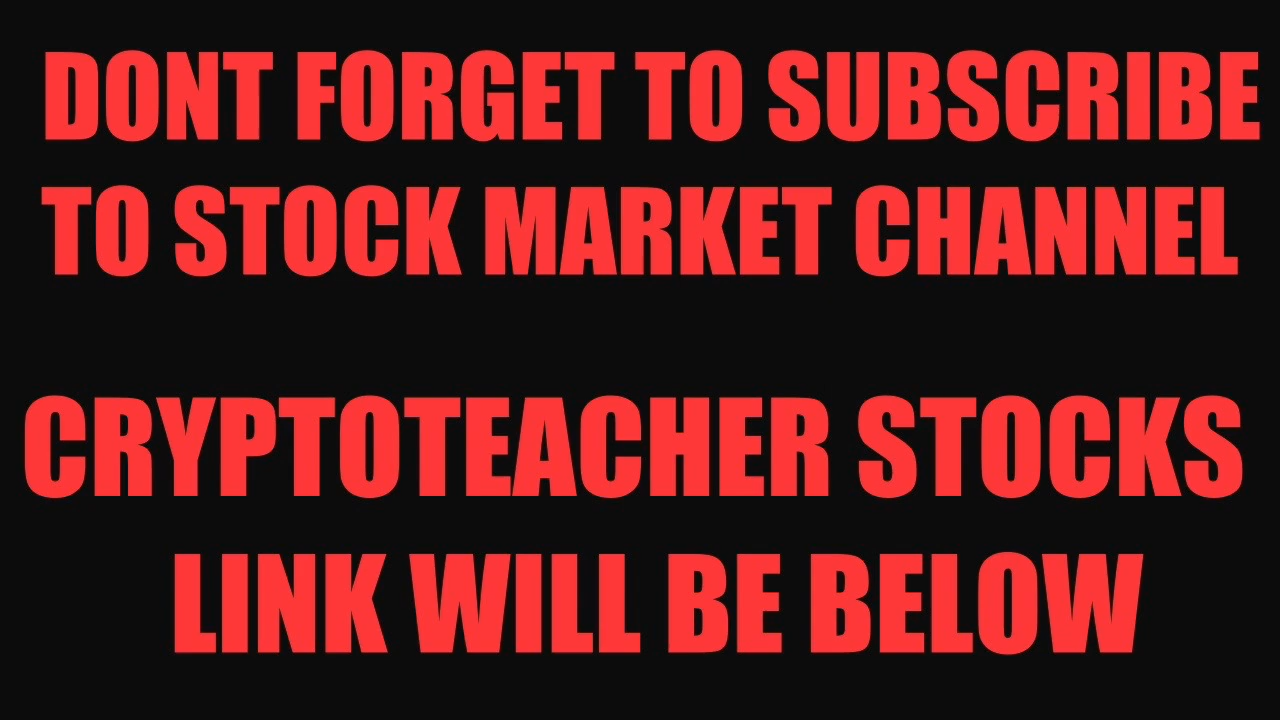 DONT FORGET TO SUBSCRIBE
TO STOCK MARKET CHANNEL
CRYPTOTEACHER STOCKS
LINK WILL BE BELOW